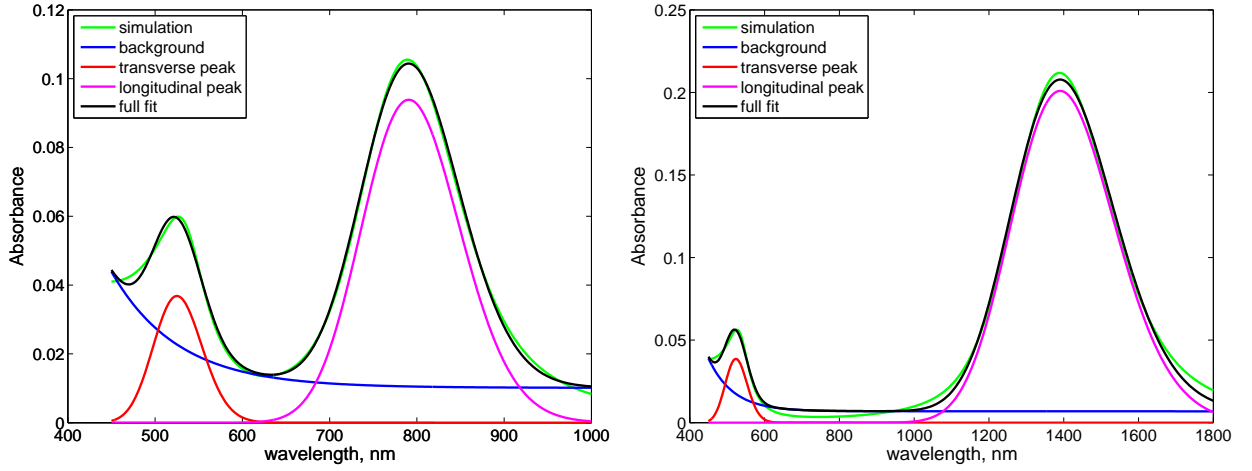 0.12
0.1
0.08
0.06
0.04
0.02
0
Absorbance
simulation
background
transverse peak
longitudinal peak
full fit
400 500 600 700 800 900 1000
wavelength, nm
0.25
0.2
0.15
0.1
0.05
0
Absorbance
simulation
background
transverse peak
longitudinal peak
full fit
400 600 800 1000 1200 1400 1600 1800
wavelength, nm